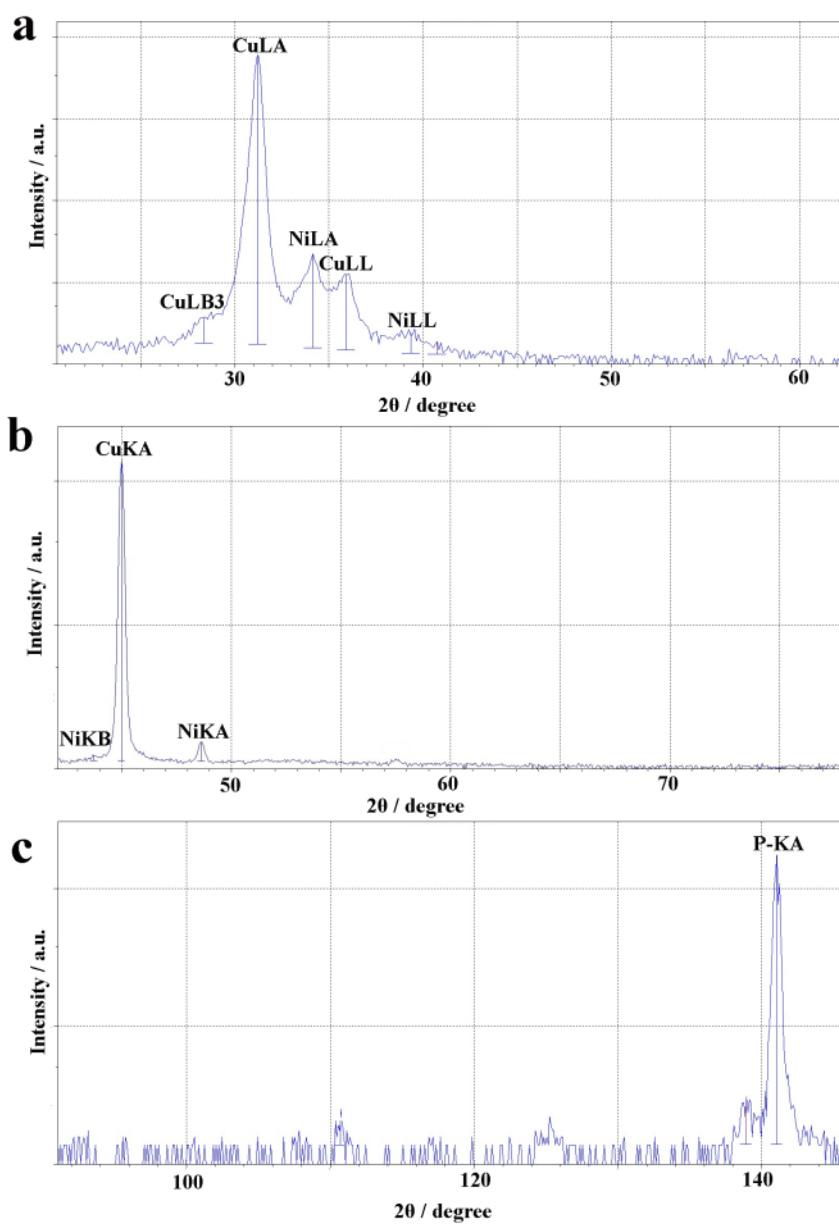 a
CuLA
NiLA
CuLL
CuLB3
NiLL
Intensity / a.u.
30 40 50 60
2θ / degree
b
CuKA
NiKB
NiKA
Intensity / a.u.
50 60 70
2θ / degree
c
P-KA
Intensity / a.u.
100 120 140
2θ / degree